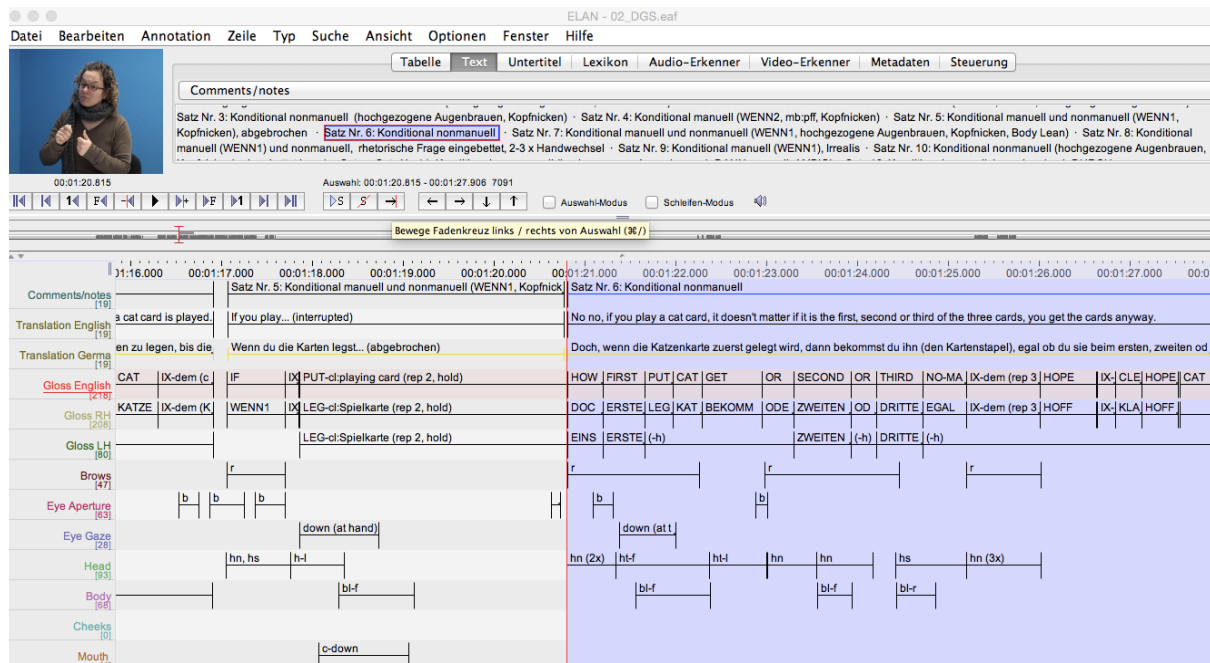 ELAN - 02_DGS.eaf
Datei Bearbeiten Annotation Zeile Typ Suche Ansicht Optionen Fenster Hilfe
Tabelle Text Untertitel Lexikon Audio-Erkenner Video-Erkenner Metadaten Steuerung
Comments/notes
Satz Nr. 3: Konditional nonmanuell (hochgezogene Augenbrauen, Kopfnicken) · Satz Nr. 4: Konditional manuell und nonmanuell (WENN2, mb:pff, Kopfnicken) · Satz Nr. 5: Konditional manuell und nonmanuell (WENN1,
Kopfnicken), abgebrochen · Satz Nr. 6: Konditional nonmanuell · Satz Nr. 7: Konditional manuell und nonmanuell (WENN1, hochgezogene Augenbrauen, Kopfnicken, Body Lean) · Satz Nr. 8: Konditional
manuell (WENN1) und nonmanuell, rhetorische Frage eingebettet, 2-3 x Handwechsel · Satz Nr. 9: Konditional manuell (WENN1), Irrealis · Satz Nr. 10: Konditional nonmanuell (hochgezogene Augenbrauen,
00:01:20.815 Auswahl: 00:01:20.815 - 00:01:27.906 7091
Auswahl-Modus Schleifen-Modus
Bewege Fadenkreuz links / rechts von Auswahl (⌘/)
01:16.000 00:01:17.000 00:01:18.000 00:01:19.000 00:01:20.000 00:01:21.000 00:01:22.000 00:01:23.000 00:01:24.000 00:01:25.000 00:01:26.000 00:01:27.000 00:0
Comments/notes [19] Satz Nr. 5: Konditional manuell und nonmanuell (WENN1, Kopfnick Satz Nr. 6: Konditional nonmanuell
Translation English [19] a cat card is played. If you play... (interrupted) No no, if you play a cat card, it doesn't matter if it is the first, second or third of the three cards, you get the cards anyway.
Translation Germa [19] en zu legen, bis die Wenn du die Karten legst... (abgebrochen) Doch, wenn die Katzenkarte zuerst gelegt wird, dann bekommst du ihn (den Kartenstapel), egal ob du sie beim ersten, zweiten od
Gloss English [218] CAT IX-dem (c IF IX PUT-cl:playing card (rep 2, hold) HOW FIRST PUT CAT GET OR SECOND OR THIRD NO-MA IX-dem (rep 3 HOPE IX- CLE HOPE CAT
Gloss RH [208] KATZE IX-dem (K WENN1 IX LEG-cl:Spielkarte (rep 2, hold) DOC ERSTE LEG KAT BEKOMM ODE ZWEITEN OD DRITTE EGAL IX-dem (rep 3 HOFF IX- KLA HOFF
Gloss LH [80] LEG-cl:Spielkarte (rep 2, hold) EINS ERSTE (-h) ZWEITEN (-h) DRITTE (-h)
Brows [47] r r r r
Eye Aperture [63] b b b b b
Eye Gaze [28] down (at hand) down (at t
Head [93] hn, hs h-l hn (2x) ht-f ht-l hn hn hs hn (3x)
Body [68] bl-f bl-f bl-f bl-r
Cheeks [0]
Mouth c-down